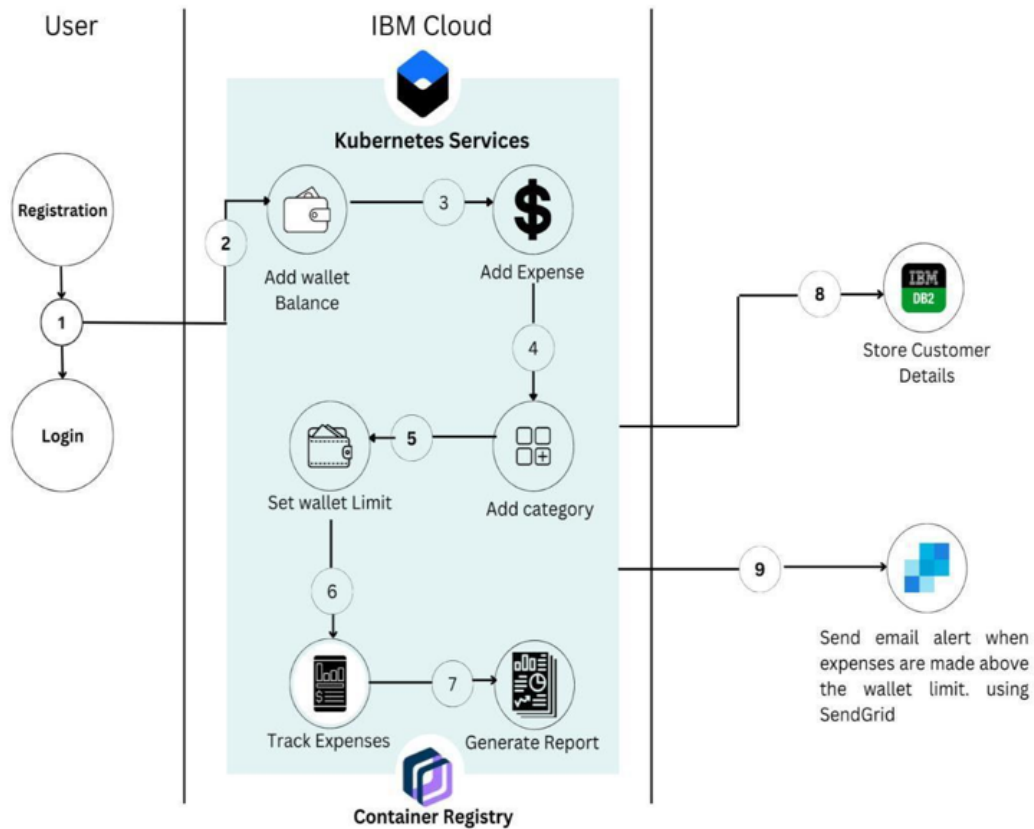 User
IBM Cloud
Kubernetes Services
Registration
1
Login
2
Add wallet
Balance
3
Add Expense
4
5
Set wallet Limit
Add category
6
Track Expenses
7
Generate Report
Container Registry
8
IBM
DB2
Store Customer
Details
9
Send email alert when
expenses are made above
the wallet limit. using
SendGrid